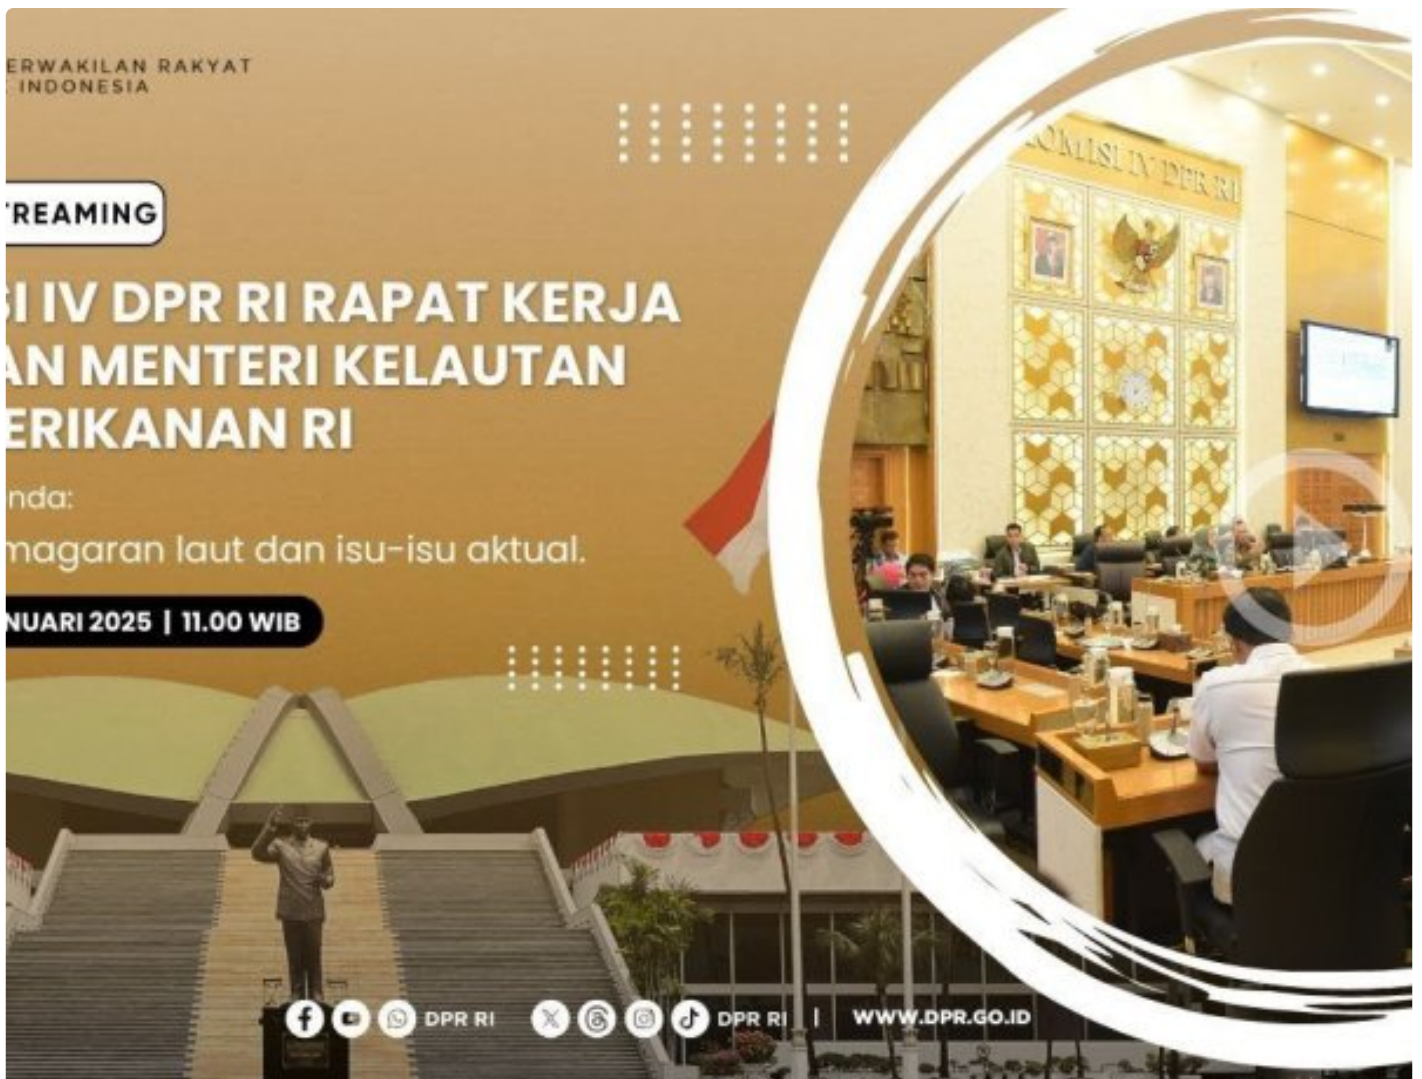 ERWAKILAN RAKYAT
INDONESIA
TREAMING
SI IV DPR RI RAPAT KERJA
AN MENTERI KELAUTAN
ERIKANAN RI
nda:
magaran laut dan isu-isu aktual.
NUARI 2025 | 11.00 WIB
KOMISI IV DPR RI
DPR RI
DPR RI | WWW.DPR.GO.ID